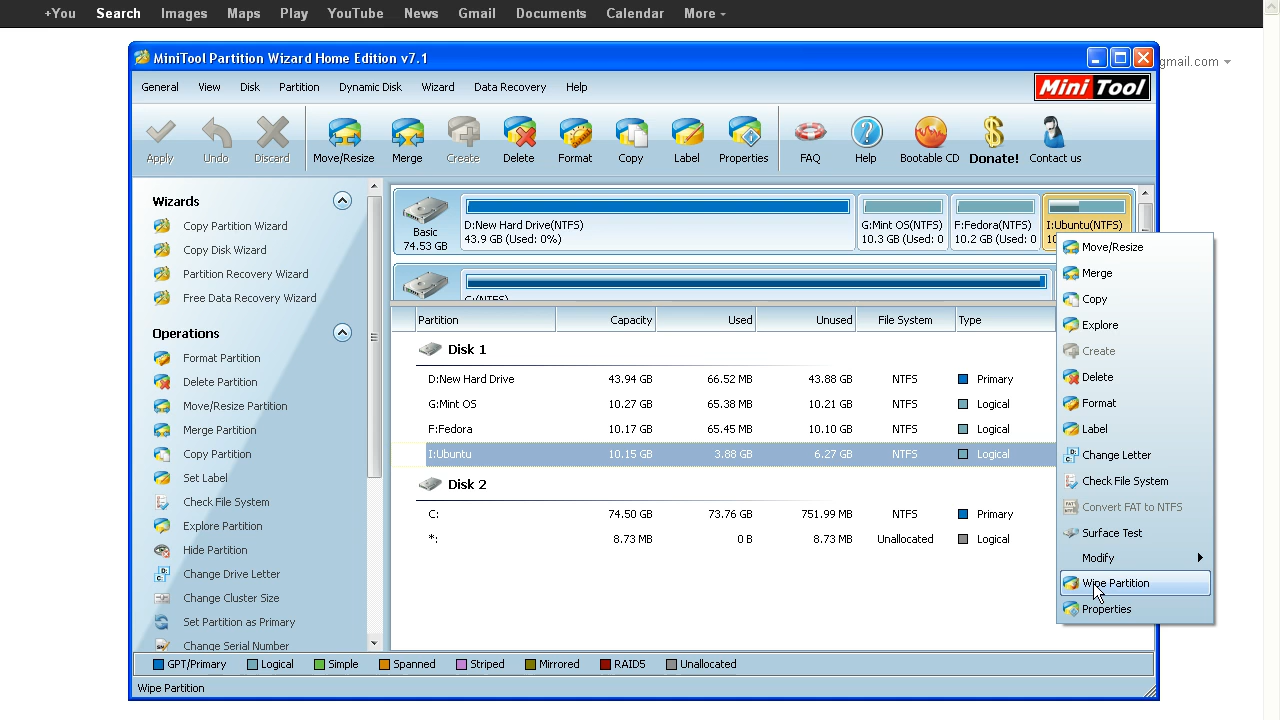 +You Search Images Maps Play YouTube News Gmail Documents Calendar More
MiniTool Partition Wizard Home Edition v7.1
gmail.com
General View Disk Partition Dynamic Disk Wizard Data Recovery Help
Mini Tool
Apply Undo Discard Move/Resize Merge Create Delete Format Copy Label Properties FAQ Help Bootable CD Donate! Contact us
Wizards
Copy Partition Wizard
Copy Disk Wizard
Partition Recovery Wizard
Free Data Recovery Wizard
Operations
Format Partition
Delete Partition
Move/Resize Partition
Merge Partition
Copy Partition
Set Label
Check File System
Explore Partition
Hide Partition
Change Drive Letter
Change Cluster Size
Set Partition as Primary
Change Serial Number
Basic
74.53 GB
D:New Hard Drive(NTFS)
43.9 GB (Used: 0%)
G:Mint OS(NTFS)
10.3 GB (Used: 0
F:Fedora(NTFS)
10.2 GB (Used: 0
I:Ubuntu(NTFS)
10
C:(NTFS)
Partition Capacity Used Unused File System Type
Disk 1
D:New Hard Drive 43.94 GB 66.52 MB 43.88 GB NTFS Primary
G:Mint OS 10.27 GB 65.38 MB 10.21 GB NTFS Logical
F:Fedora 10.17 GB 65.45 MB 10.10 GB NTFS Logical
I:Ubuntu 10.15 GB 3.88 GB 6.27 GB NTFS Logical
Disk 2
C: 74.50 GB 73.76 GB 751.99 MB NTFS Primary
*: 8.73 MB 0 B 8.73 MB Unallocated Logical
Move/Resize
Merge
Copy
Explore
Create
Delete
Format
Label
Change Letter
Check File System
Convert FAT to NTFS
Surface Test
Modify
Wipe Partition
Properties
GPT/Primary Logical Simple Spanned Striped Mirrored RAID5 Unallocated
Wipe Partition